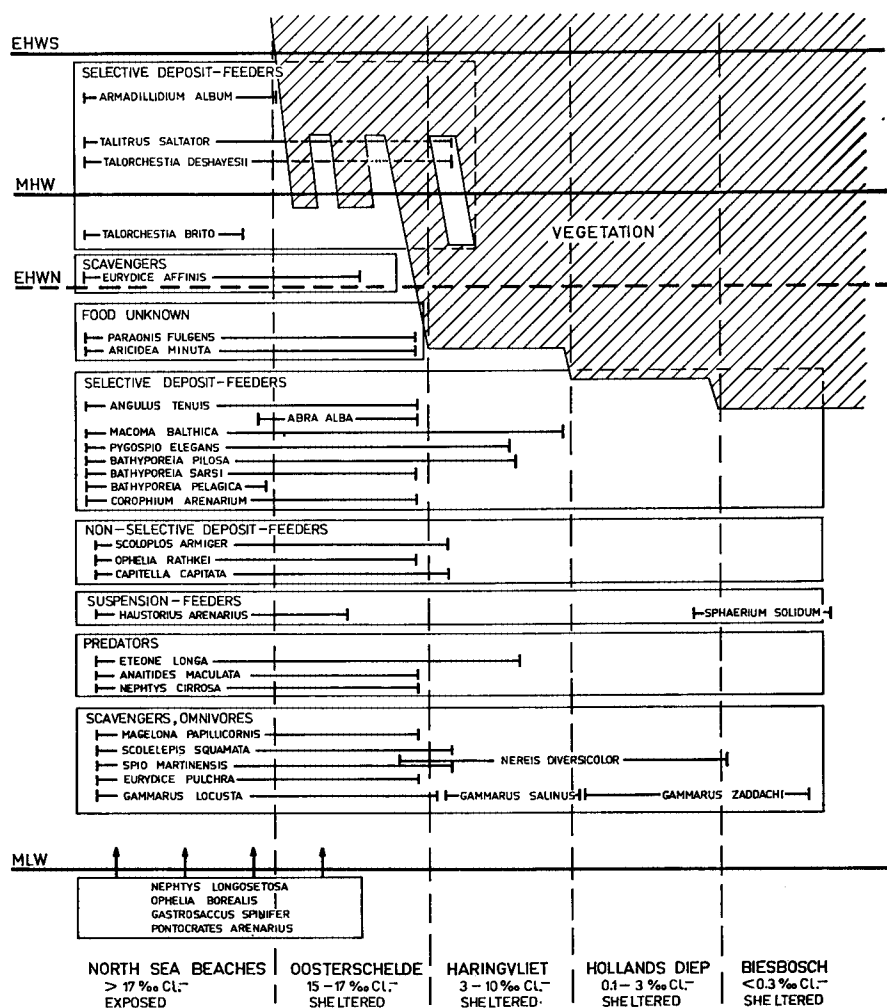 EHWS
SELECTIVE DEPOSIT-FEEDERS
ARMADILLIDIUM ALBUM
TALITRUS SALTATOR
TALORCHESTIA DESHAYESII
MHW
VEGETATION
TALORCHESTIA BRITO
SCAVENGERS
EURYDICE AFFINIS
EHWN
FOOD UNKNOWN
PARAONIS FULGENS
ARICIDEA MINUTA
SELECTIVE DEPOSIT-FEEDERS
ANGULUS TENUIS
ABRA ALBA
MACOMA BALTHICA
PYGOSPIO ELEGANS
BATHYPOREIA PILOSA
BATHYPOREIA SARSI
BATHYPOREIA PELAGICA
COROPHIUM ARENARIUM
NON-SELECTIVE DEPOSIT-FEEDERS
SCOLOPLOS ARMIGER
OPHELIA RATHKEI
CAPITELLA CAPITATA
SUSPENSION-FEEDERS
HAUSTORIUS ARENARIUS
SPHAERIUM SOLIDUM
PREDATORS
ETEONE LONGA
ANAITIDES MACULATA
NEPHTYS CIRROSA
SCAVENGERS, OMNIVORES
MAGELONA PAPILLICORNIS
SCOLELEPIS SQUAMATA
NEREIS DIVERSICOLOR
SPIO MARTINENSIS
EURYDICE PULCHRA
GAMMARUS LOCUSTA
GAMMARUS SALINUS
GAMMARUS ZADDACHI
MLW
NEPHTYS LONGOSETOSA
OPHELIA BOREALIS
GASTROSACCUS SPINIFER
PONTOCRATES ARENARIUS
NORTH SEA BEACHES
> 17 ‰ Cl.-
EXPOSED
OOSTERSCHELDE
15 - 17 ‰ Cl.-
SHELTERED
HARINGVLIET
3 - 10 ‰ Cl.-
SHELTERED
HOLLANDS DIEP
0.1 - 3 ‰ Cl.-
SHELTERED
BIESBOSCH
< 0.3 ‰ Cl.-
SHELTERED